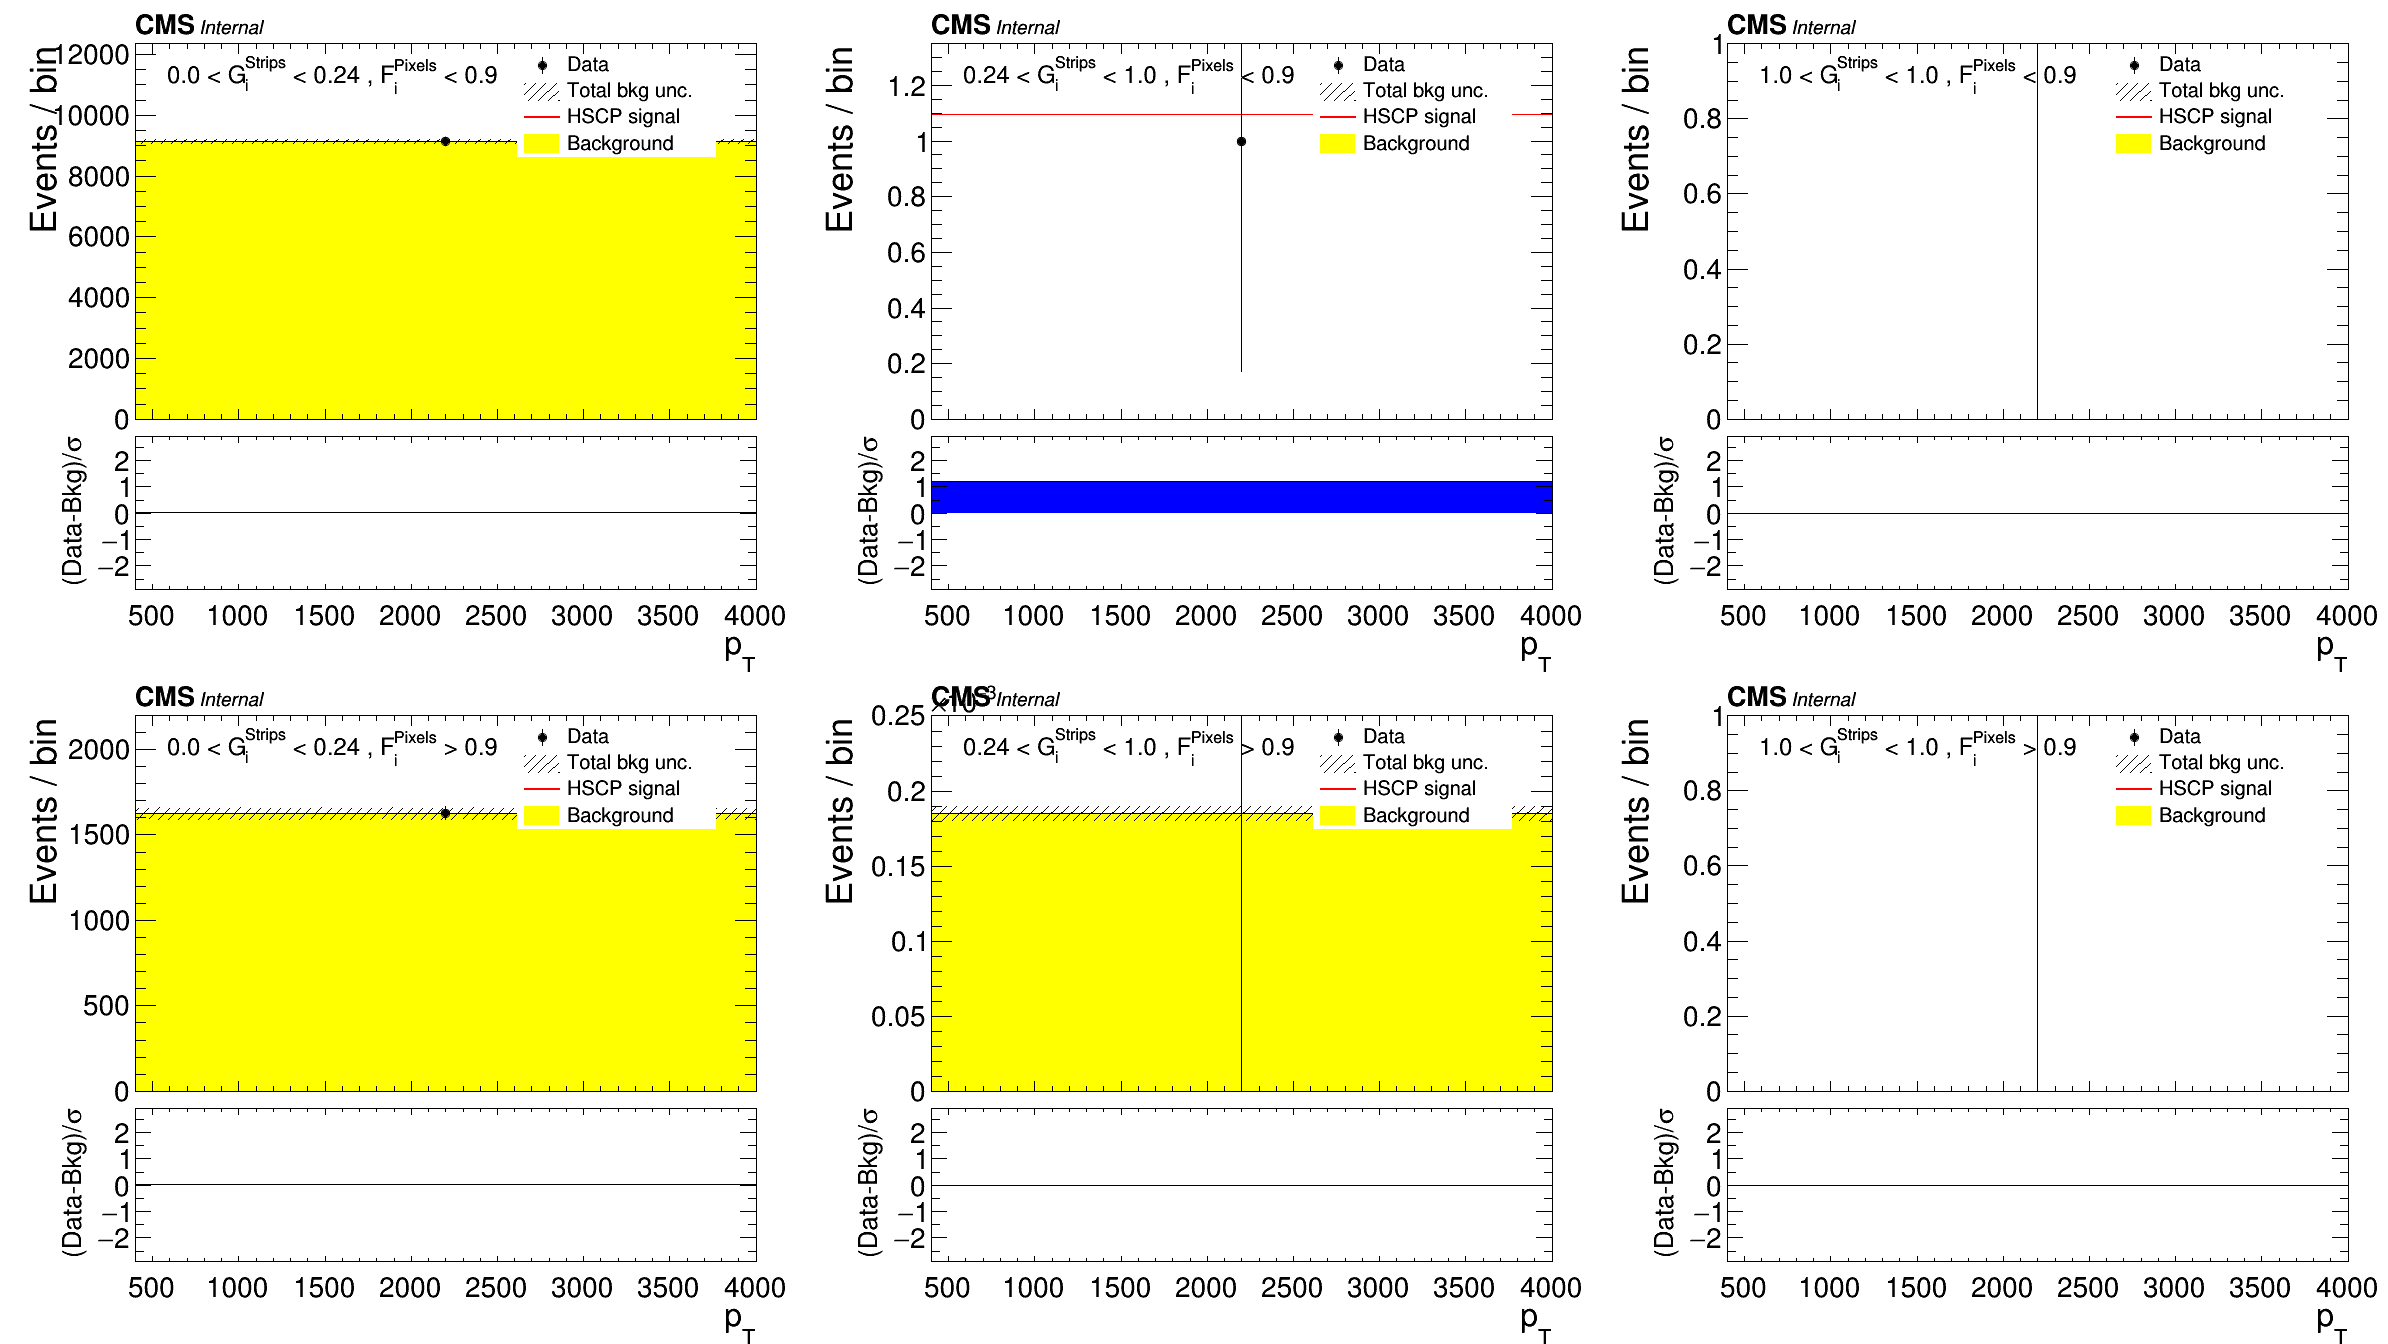 CMS Internal
Events / bin
12000
10000
8000
6000
4000
2000
0
0.0 < G_i^Strips < 0.24 , F_i^Pixels < 0.9
Data
Total bkg unc.
HSCP signal
Background
(Data-Bkg)/σ
2
1
0
−1
−2
500 1000 1500 2000 2500 3000 3500 4000
p_T
CMS Internal
Events / bin
1.2
1
0.8
0.6
0.4
0.2
0
0.24 < G_i^Strips < 1.0 , F_i^Pixels < 0.9
Data
Total bkg unc.
HSCP signal
Background
(Data-Bkg)/σ
2
1
0
−1
−2
500 1000 1500 2000 2500 3000 3500 4000
p_T
CMS Internal
Events / bin
1
0.8
0.6
0.4
0.2
0
1.0 < G_i^Strips < 1.0 , F_i^Pixels < 0.9
Data
Total bkg unc.
HSCP signal
Background
(Data-Bkg)/σ
2
1
0
−1
−2
500 1000 1500 2000 2500 3000 3500 4000
p_T
CMS Internal
Events / bin
2000
1500
1000
500
0
0.0 < G_i^Strips < 0.24 , F_i^Pixels > 0.9
Data
Total bkg unc.
HSCP signal
Background
(Data-Bkg)/σ
2
1
0
−1
−2
500 1000 1500 2000 2500 3000 3500 4000
p_T
CMS Internal
×10^−3
Events / bin
0.25
0.2
0.15
0.1
0.05
0
0.24 < G_i^Strips < 1.0 , F_i^Pixels > 0.9
Data
Total bkg unc.
HSCP signal
Background
(Data-Bkg)/σ
2
1
0
−1
−2
500 1000 1500 2000 2500 3000 3500 4000
p_T
CMS Internal
Events / bin
1
0.8
0.6
0.4
0.2
0
1.0 < G_i^Strips < 1.0 , F_i^Pixels > 0.9
Data
Total bkg unc.
HSCP signal
Background
(Data-Bkg)/σ
2
1
0
−1
−2
500 1000 1500 2000 2500 3000 3500 4000
p_T